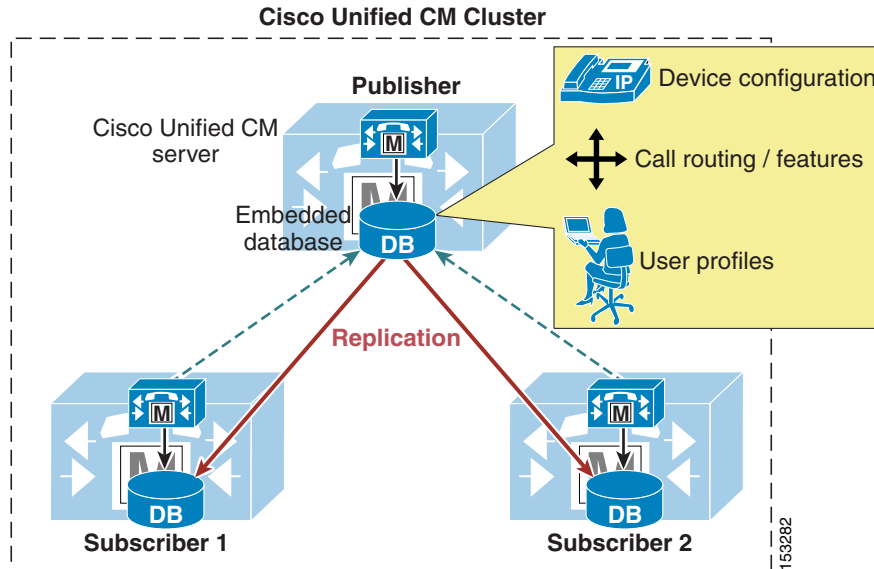 Cisco Unified CM Cluster
Publisher
Cisco Unified CM
server
M
Embedded
database
DB
IP
Device configuration
Call routing / features
User profiles
Replication
M
DB
Subscriber 1
M
DB
Subscriber 2
153282